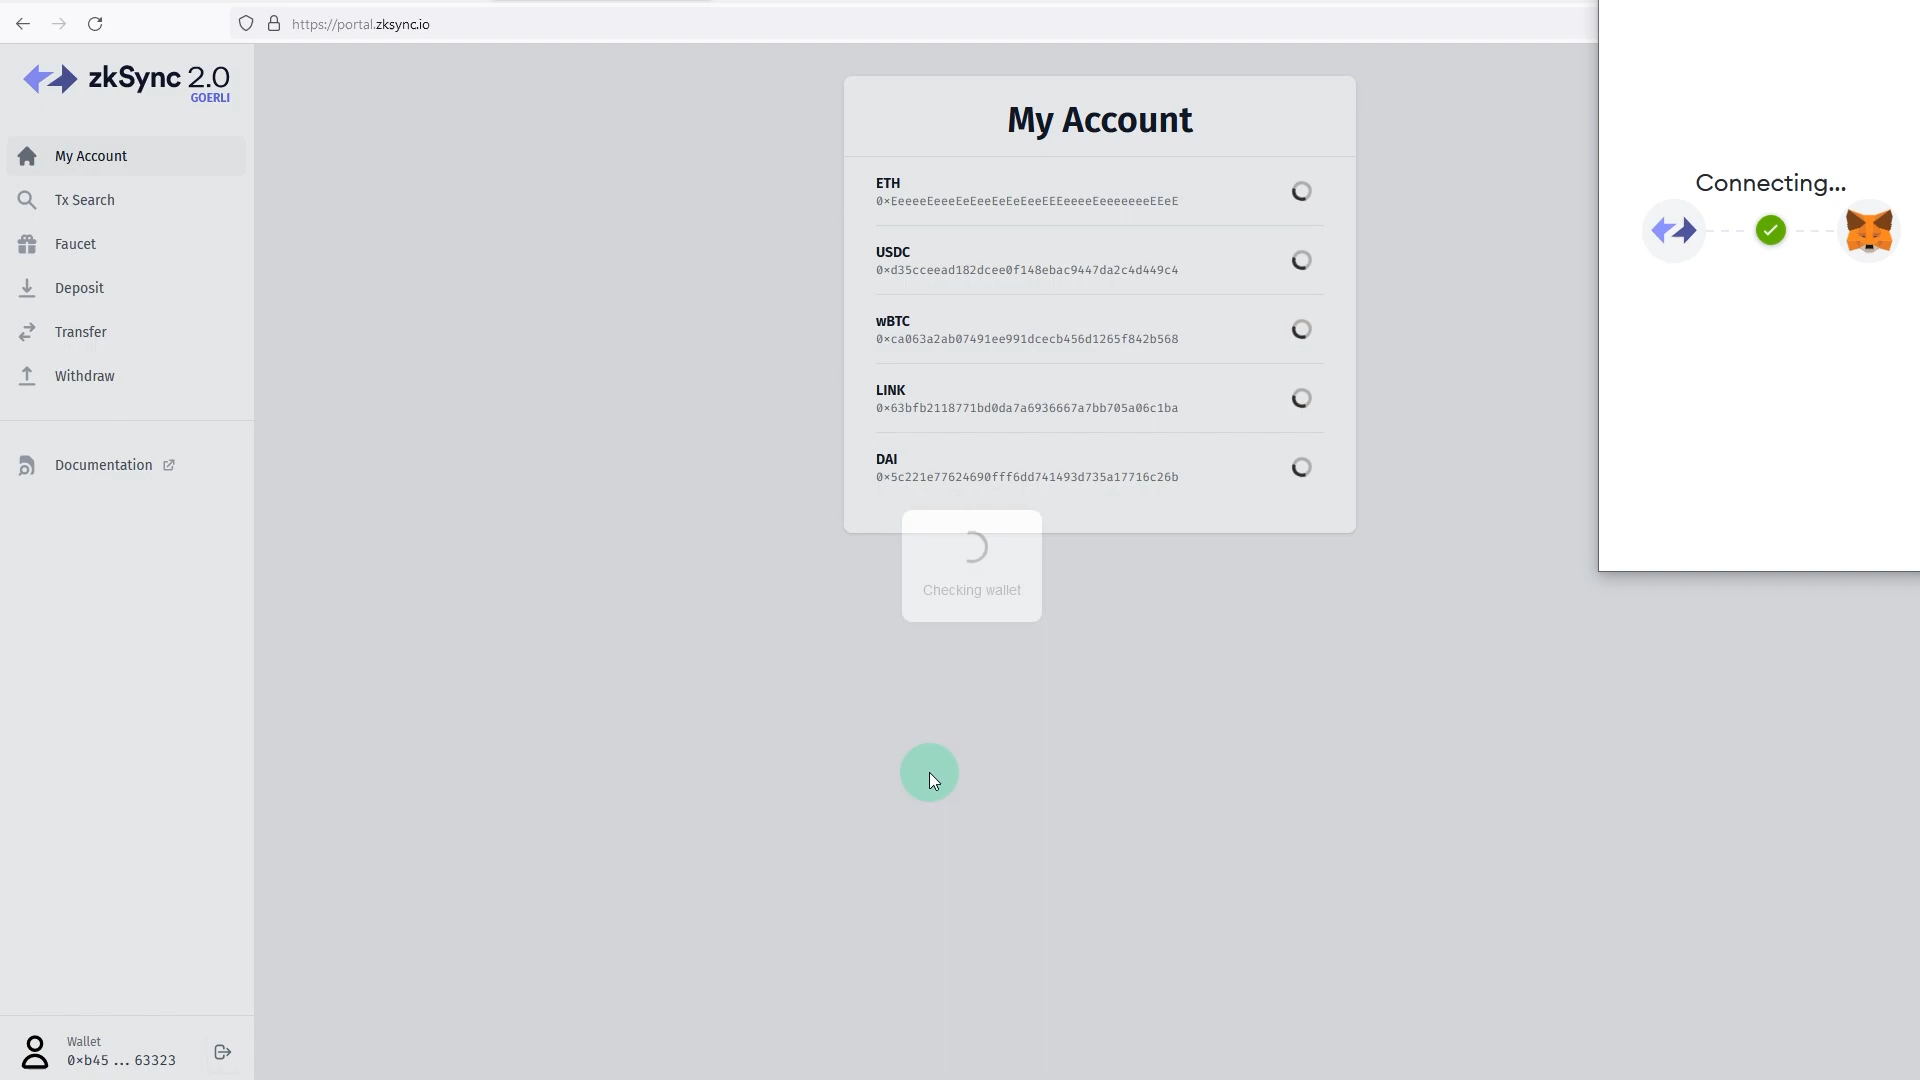 https://portal.zksync.io
zkSync 2.0
GOERLI
My Account
Tx Search
Faucet
Deposit
Transfer
Withdraw
Documentation
Wallet
0×b45 ... 63323
My Account
ETH
0×EeeeeEeeeEeEeeEeEeEeeEEEeeeeEeeeeeeeEEeE
USDC
0×d35cceead182dcee0f148ebac9447da2c4d449c4
wBTC
0×ca063a2ab07491ee991dcecb456d1265f842b568
LINK
0×63bfb2118771bd0da7a6936667a7bb705a06c1ba
DAI
0×5c221e77624690fff6dd741493d735a17716c26b
Checking wallet
Connecting...